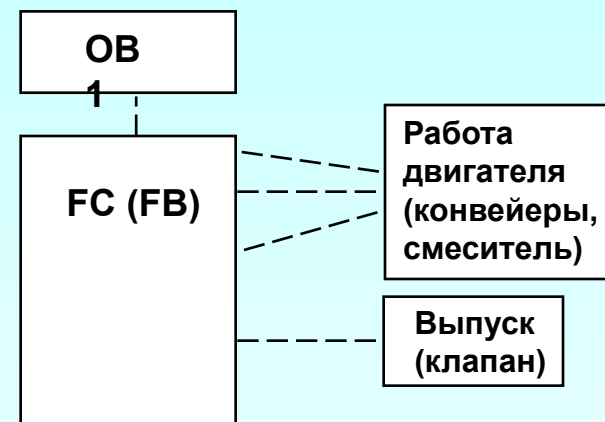 OB
1
FC (FB)
Работа
двигателя
(конвейеры,
смеситель)
Выпуск
(клапан)